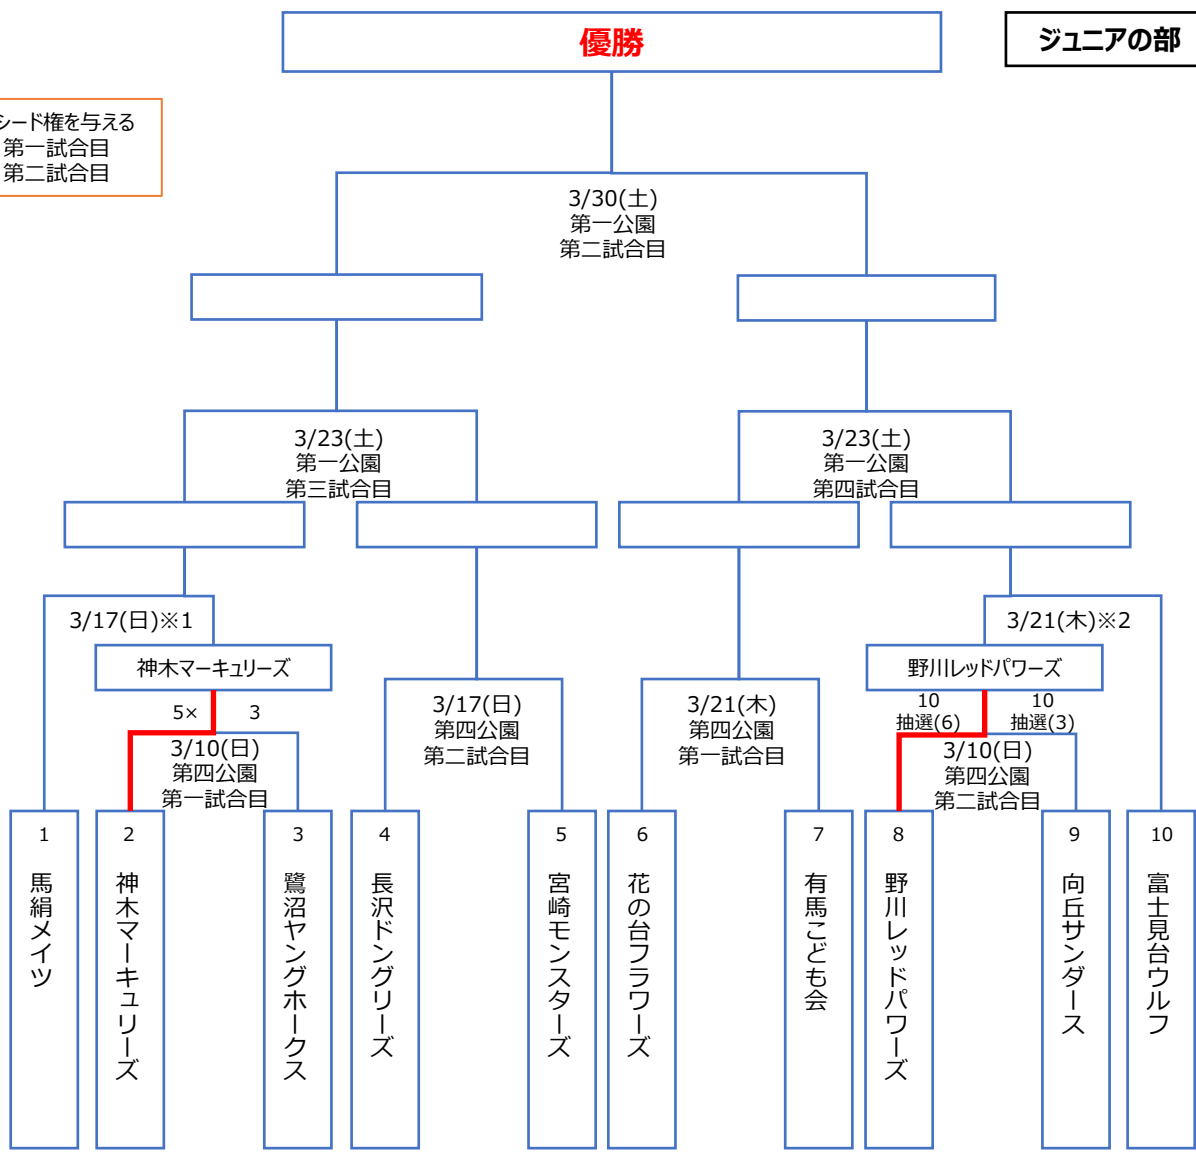 優勝
ジュニアの部
シード権を与える
第一試合目
第二試合目
3/30(土)
第一公園
第二試合目
3/23(土)
第一公園
第三試合目
3/23(土)
第一公園
第四試合目
3/17(日)※1
3/21(木)※2
神木マーキュリーズ
野川レッドパワーズ
5×
3
3/10(日)
第四公園
第一試合目
3/17(日)
第四公園
第二試合目
3/21(木)
第四公園
第一試合目
10
抽選(6)
10
抽選(3)
3/10(日)
第四公園
第二試合目
1
馬絹メイツ
2
神木マーキュリーズ
3
鷺沼ヤングホークス
4
長沢ドングリーズ
5
宮崎モンスターズ
6
花の台フラワーズ
7
有馬こども会
8
野川レッドパワーズ
9
向丘サンダース
10
富士見台ウルフ